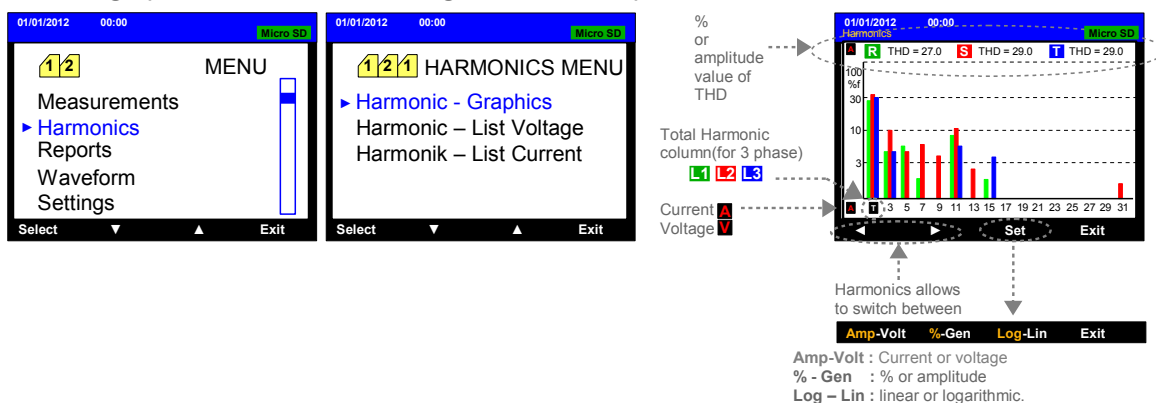 01/01/2012 00:00
Micro SD
1 2 MENU
Measurements
► Harmonics
Reports
Waveform
Settings
Select ▼ ▲ Exit
01/01/2012 00:00
Micro SD
1 2 1 HARMONICS MENU
► Harmonic - Graphics
Harmonic – List Voltage
Harmonik – List Current
Select ▼ ▲ Exit
%
or
amplitude
value of
THD
Total Harmonic
column(for 3 phase)
L1 L2 L3
Current A
Voltage V
01/01/2012 00:00
Harmonics
Micro SD
A R THD = 27.0 S THD = 29.0 T THD = 29.0
100
%f
30
10
3
A T 3 5 7 9 11 13 15 17 19 21 23 25 27 29 31
◄ ► Set Exit
Harmonics allows
to switch between
Amp-Volt %-Gen Log-Lin Exit
Amp-Volt : Current or voltage
% - Gen : % or amplitude
Log – Lin : linear or logarithmic.